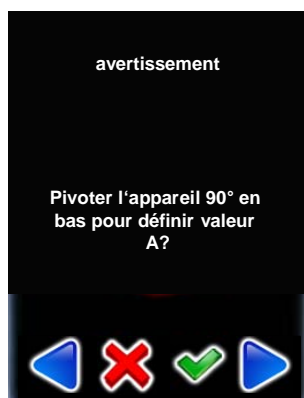 avertissement
Pivoter l‘appareil 90° en
bas pour définir valeur
A?